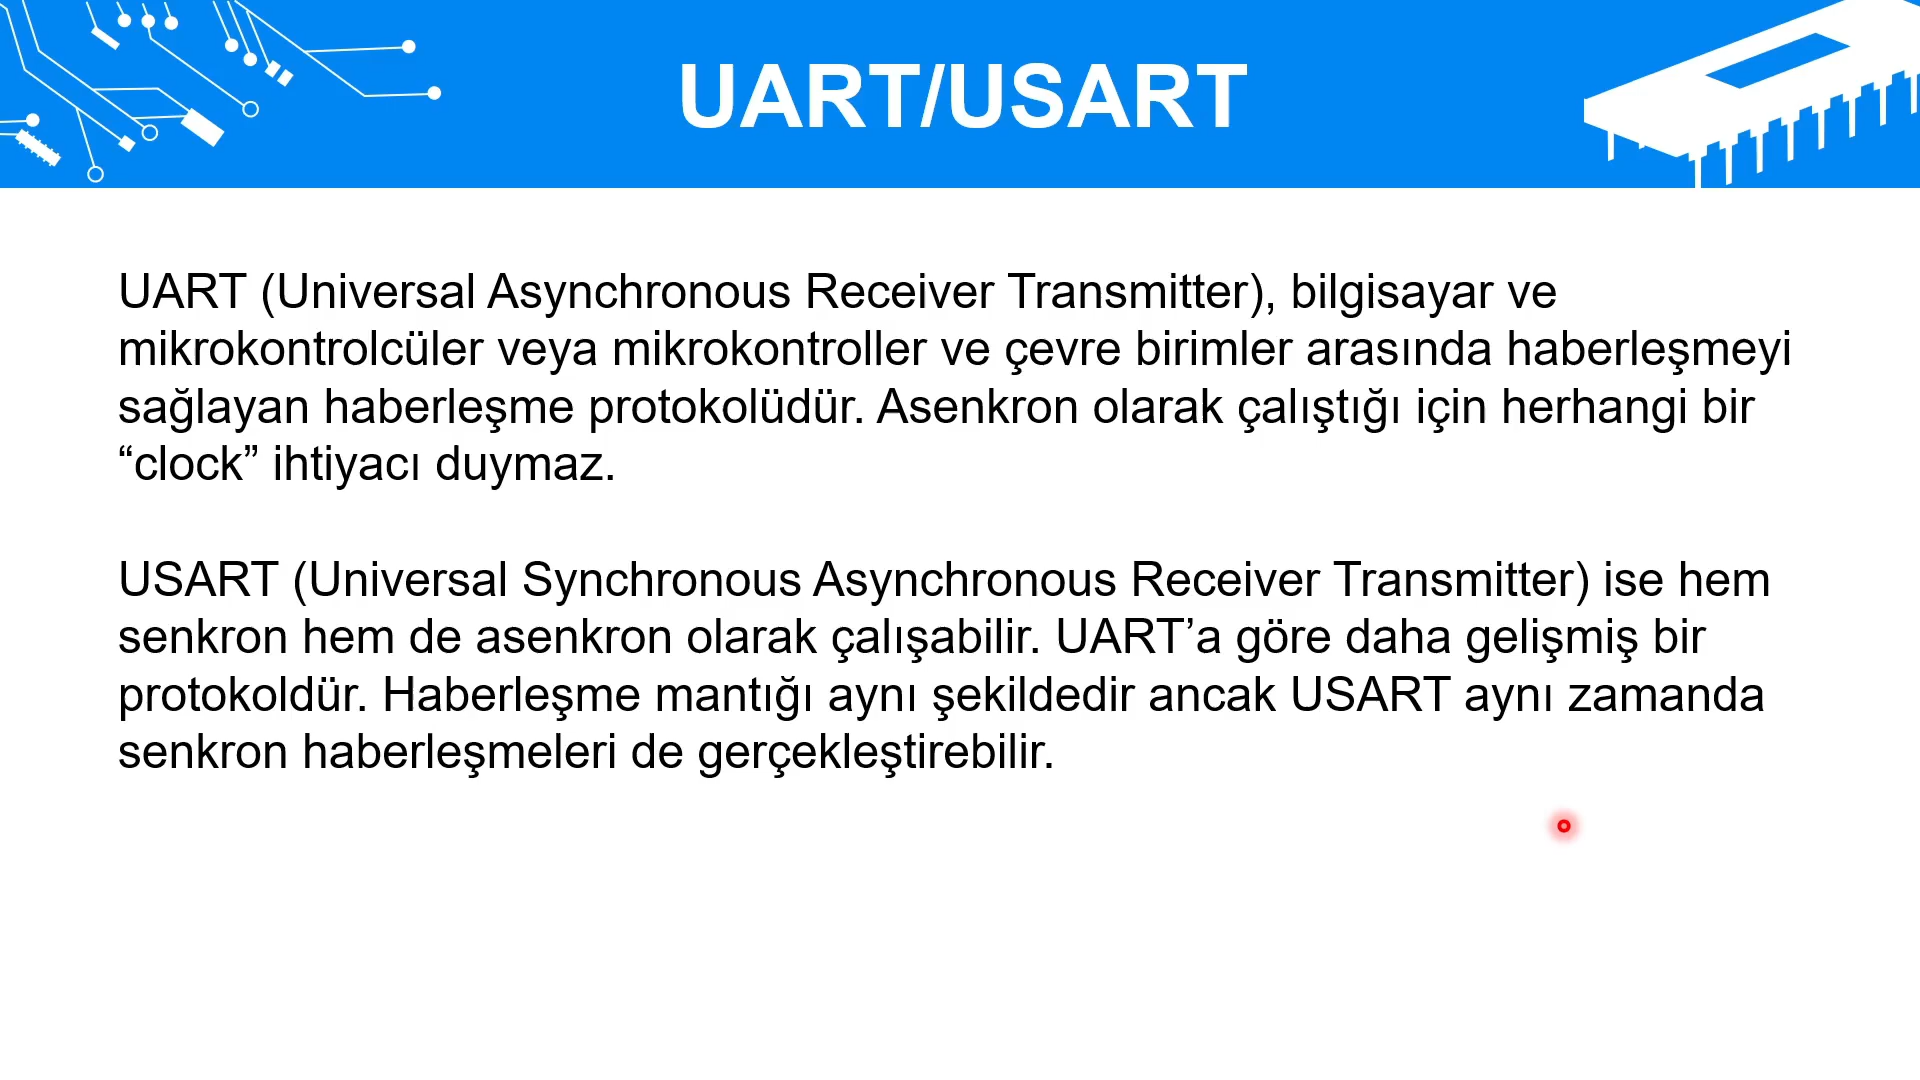 UART/USART
UART (Universal Asynchronous Receiver Transmitter), bilgisayar ve
mikrokontrolcüler veya mikrokontroller ve çevre birimler arasında haberleşmeyi
sağlayan haberleşme protokolüdür. Asenkron olarak çalıştığı için herhangi bir
“clock” ihtiyacı duymaz.
USART (Universal Synchronous Asynchronous Receiver Transmitter) ise hem
senkron hem de asenkron olarak çalışabilir. UART’a göre daha gelişmiş bir
protokoldür. Haberleşme mantığı aynı şekildedir ancak USART aynı zamanda
senkron haberleşmeleri de gerçekleştirebilir.